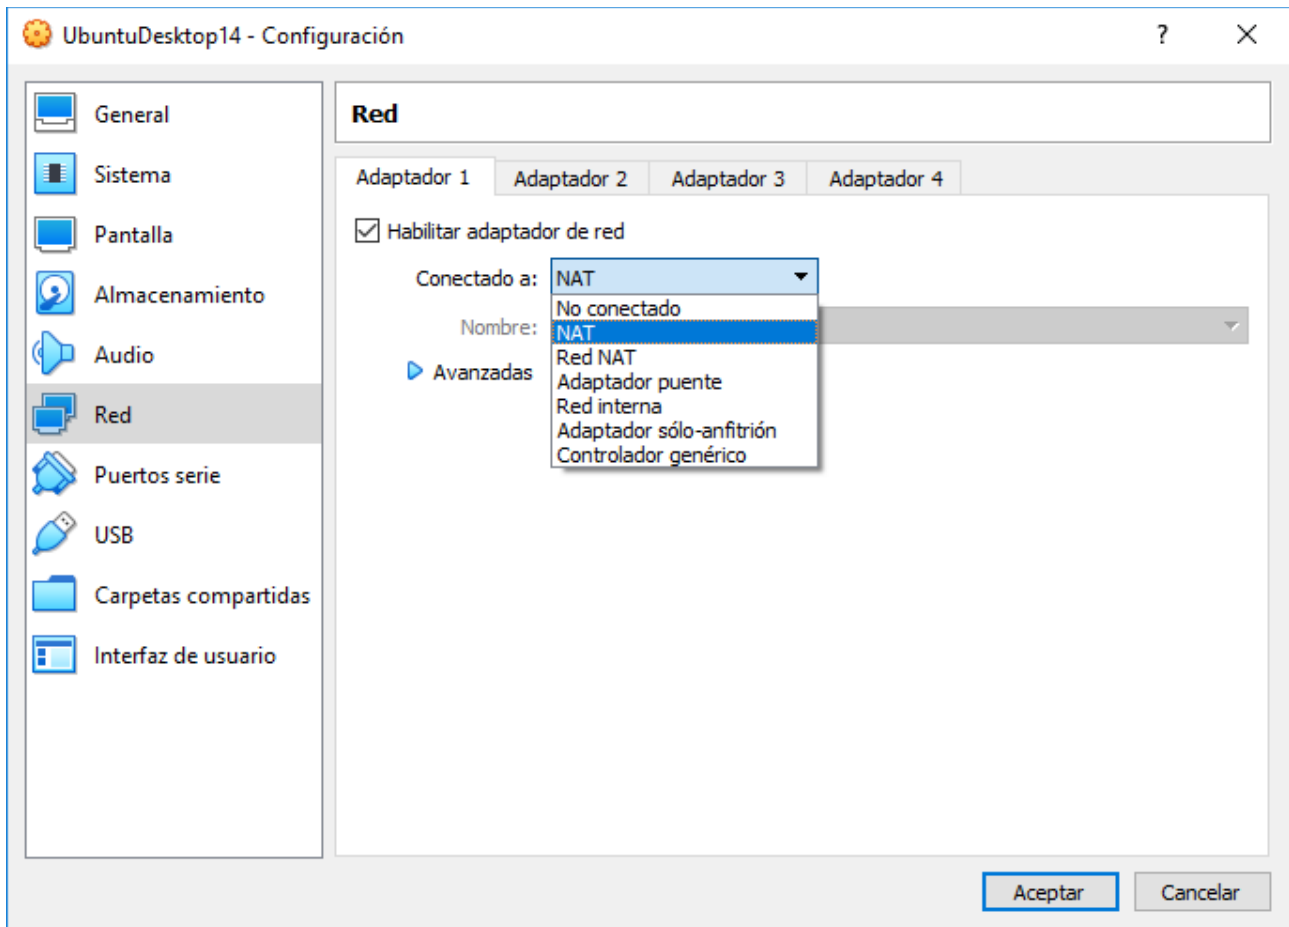 UbuntuDesktop14 - Configuración ?
General
Sistema
Pantalla
Almacenamiento
Audio
Red
Puertos serie
USB
Carpetas compartidas
Interfaz de usuario
Red
Adaptador 1 Adaptador 2 Adaptador 3 Adaptador 4
Habilitar adaptador de red
Conectado a: NAT
No conectado
Nombre:
NAT
Red NAT
Avanzadas
Adaptador puente
Red interna
Adaptador sólo-anfitrión
Controlador genérico
Aceptar Cancelar